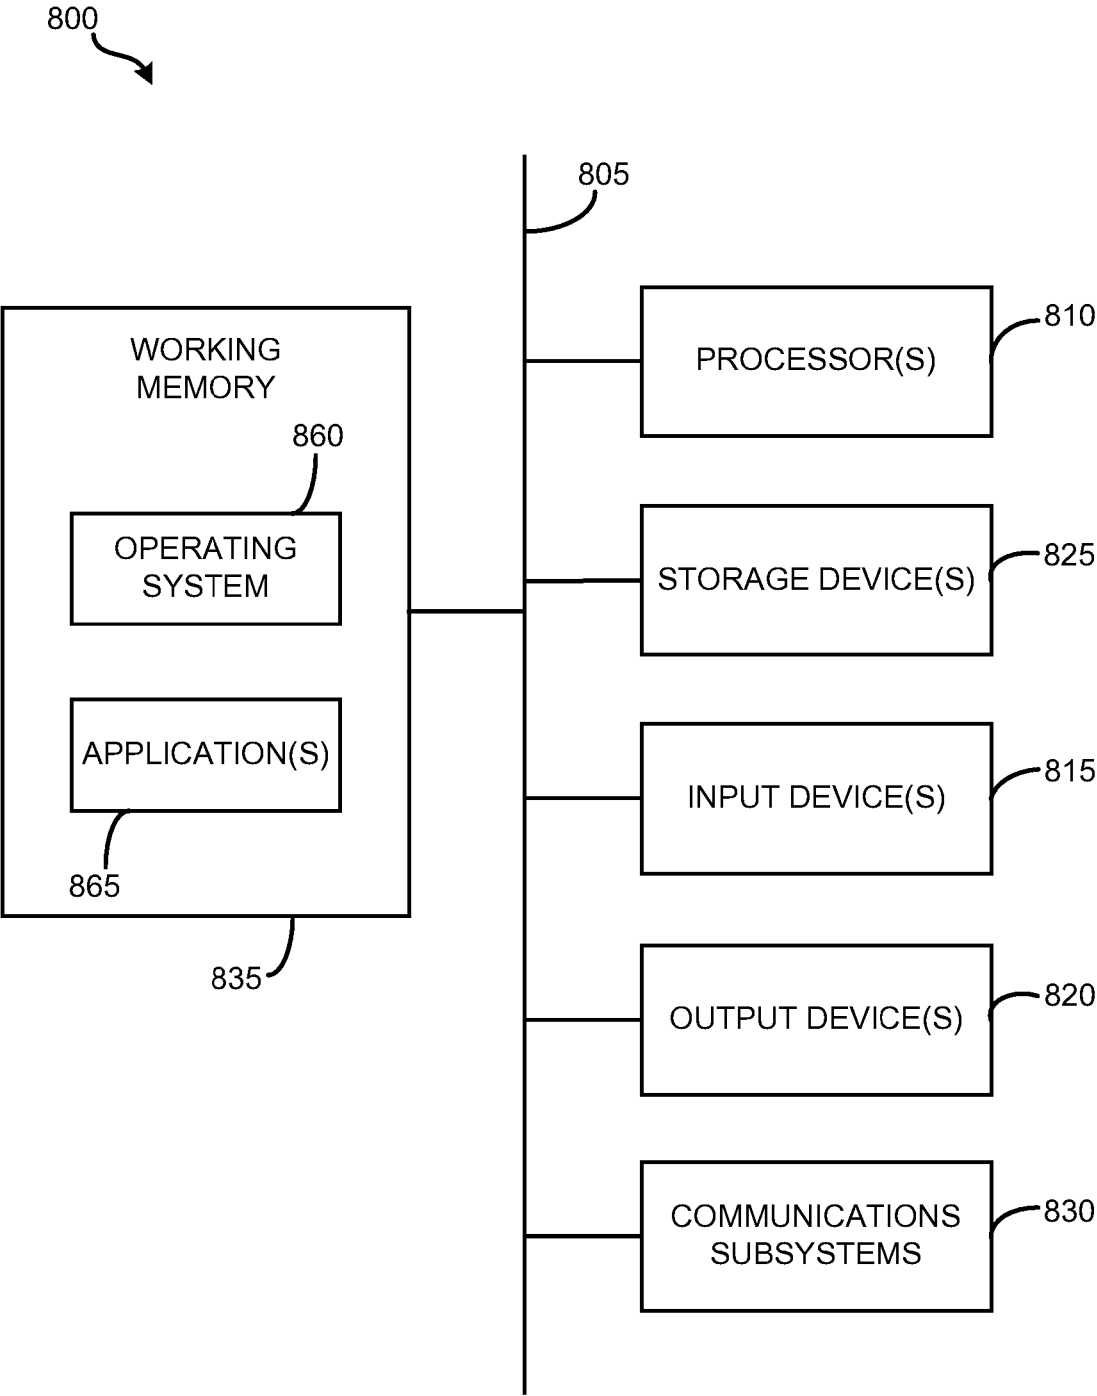 800
805
810
PROCESSOR(S)
WORKING
MEMORY
860
OPERATING
SYSTEM
825
STORAGE DEVICE(S)
APPLICATION(S)
865
835
815
INPUT DEVICE(S)
820
OUTPUT DEVICE(S)
830
COMMUNICATIONS
SUBSYSTEMS